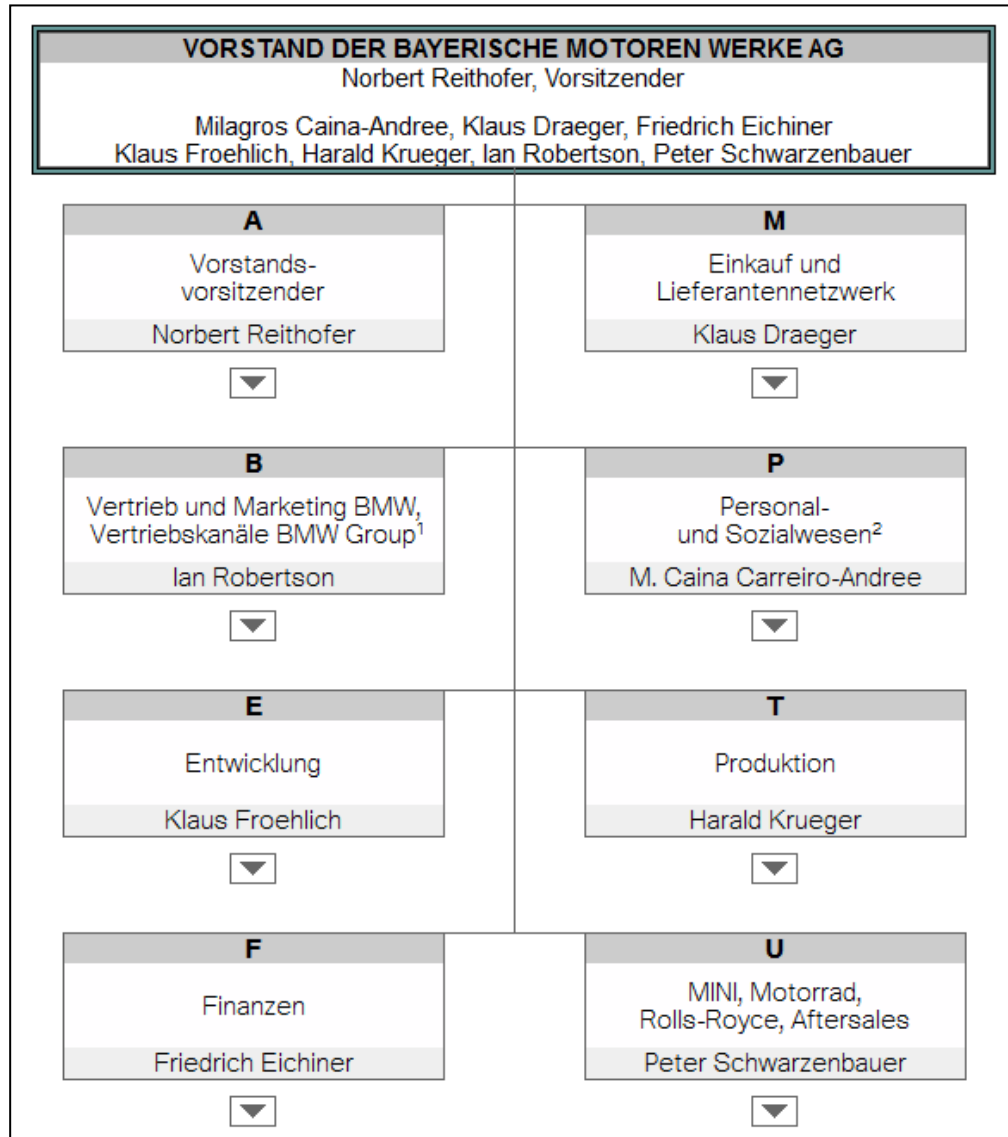 VORSTAND DER BAYERISCHE MOTOREN WERKE AG
Norbert Reithofer, Vorsitzender
Milagros Caina-Andree, Klaus Draeger, Friedrich Eichiner
Klaus Froehlich, Harald Krueger, Ian Robertson, Peter Schwarzenbauer
A
Vorstands-
vorsitzender
Norbert Reithofer
M
Einkauf und
Lieferantennetzwerk
Klaus Draeger
B
Vertrieb und Marketing BMW,
Vertriebskanäle BMW Group¹
Ian Robertson
P
Personal-
und Sozialwesen²
M. Caina Carreiro-Andree
E
Entwicklung
Klaus Froehlich
T
Produktion
Harald Krueger
F
Finanzen
Friedrich Eichiner
U
MINI, Motorrad,
Rolls-Royce, Aftersales
Peter Schwarzenbauer